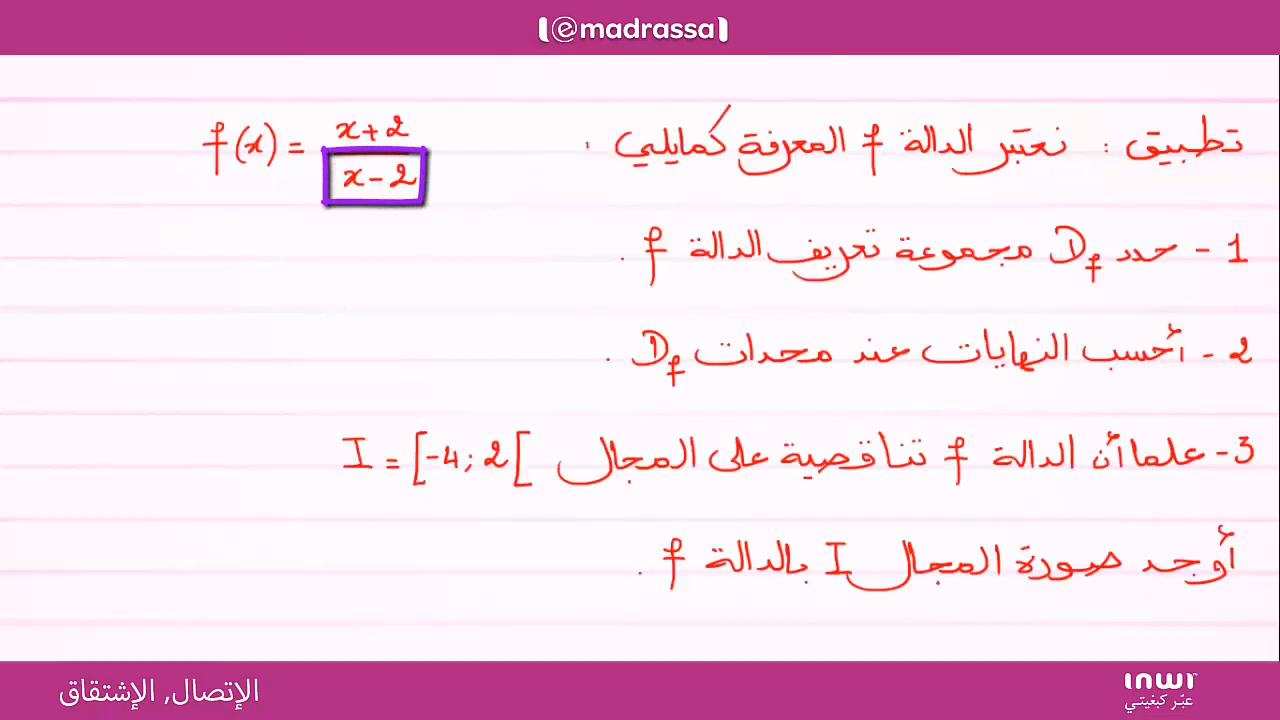 (@madrassa)
تطبيق : نعتبر الدالة f المعرفة كمايلي : f(x) = x+2 / x-2
1 - حدد Df مجموعة تعريف الدالة f .
2 - أحسب النهايات عند محدات Df .
3 - علما أن الدالة f تناقصية على المجال I = [-4; 2[
أوجد صورة المجال I بالدالة f .
الإتصال, الإشتقاق
inwi
عبّر كبغيتي